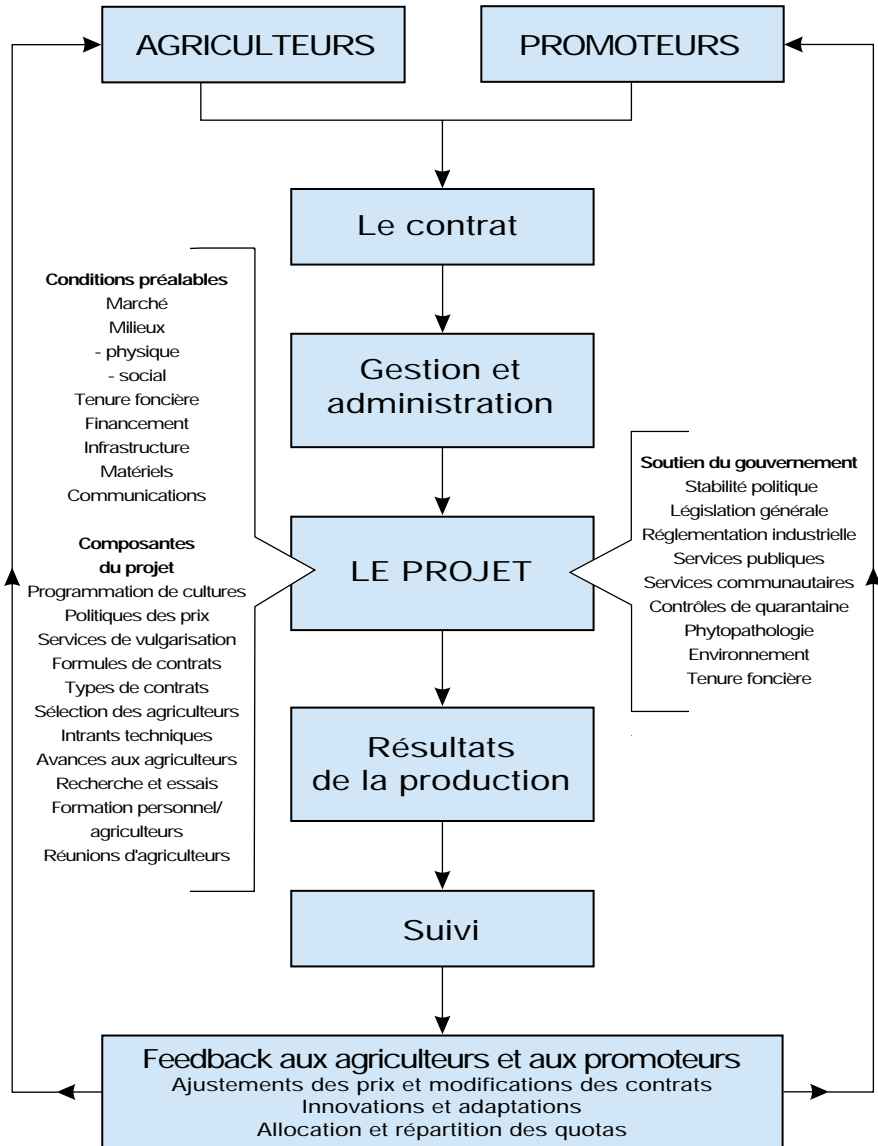 AGRICULTEURS
PROMOTEURS
Le contrat
Conditions préalables
Marché
Milieux
- physique
- social
Tenure foncière
Financement
Infrastructure
Matériels
Communications
Composantes
du projet
Programmation de cultures
Politiques des prix
Services de vulgarisation
Formules de contrats
Types de contrats
Sélection des agriculteurs
Intrants techniques
Avances aux agriculteurs
Recherche et essais
Formation personnel/
agriculteurs
Réunions d'agriculteurs
Gestion et
administration
LE PROJET
Soutien du gouvernement
Stabilité politique
Législation générale
Réglementation industrielle
Services publiques
Services communautaires
Contrôles de quarantaine
Phytopathologie
Environnement
Tenure foncière
Résultats
de la production
Suivi
Feedback aux agriculteurs et aux promoteurs
Ajustements des prix et modifications des contrats
Innovations et adaptations
Allocation et répartition des quotas